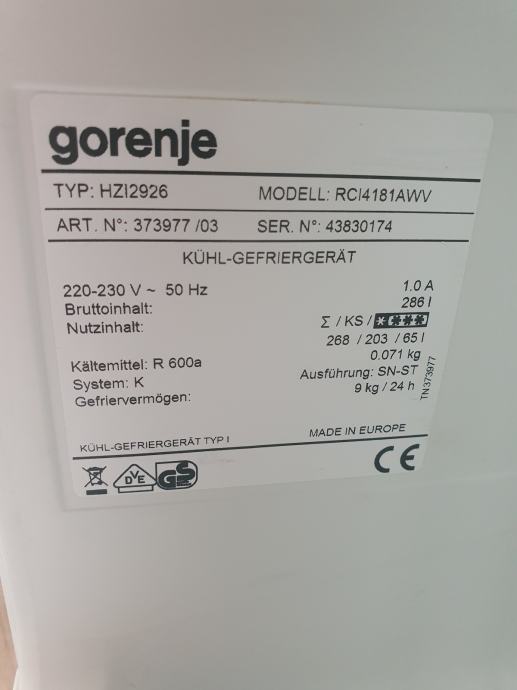 gorenje
TYP: HZI2926 MODELL: RCI4181AWV
ART. N°: 373977 /03 SER. N°: 43830174
KÜHL-GEFRIERGERÄT
220-230 V ~ 50 Hz 1.0 A
Bruttoinhalt: 286 l
Nutzinhalt: Σ / KS / *(***)
268 / 203 / 65 l
Kältemittel: R 600a 0.071 kg
System: K Ausführung: SN-ST
Gefriervermögen: 9 kg / 24 h
TN373977
KÜHL-GEFRIERGERÄT TYP I MADE IN EUROPE
DVE GS CE